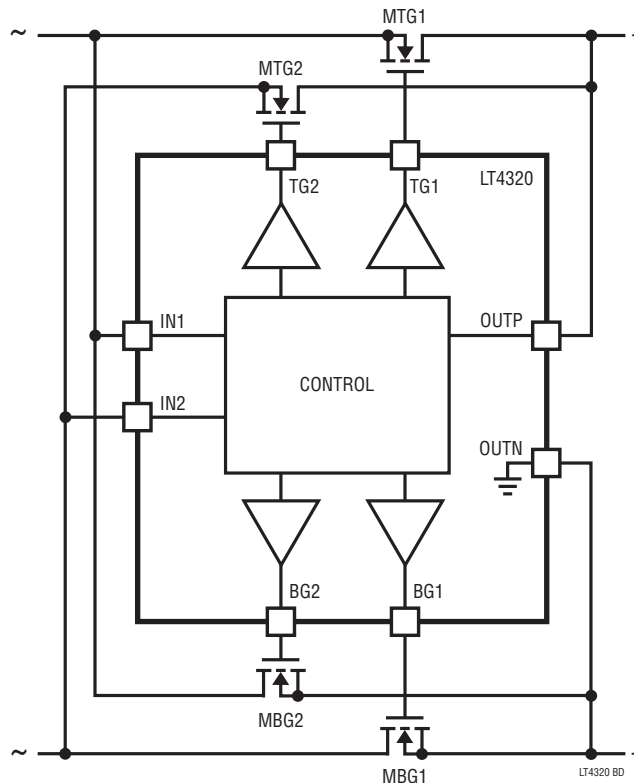 ~
MTG1
MTG2
TG2
TG1
LT4320
IN1
OUTP
CONTROL
IN2
OUTN
BG2
BG1
MBG2
~
MBG1
LT4320 BD